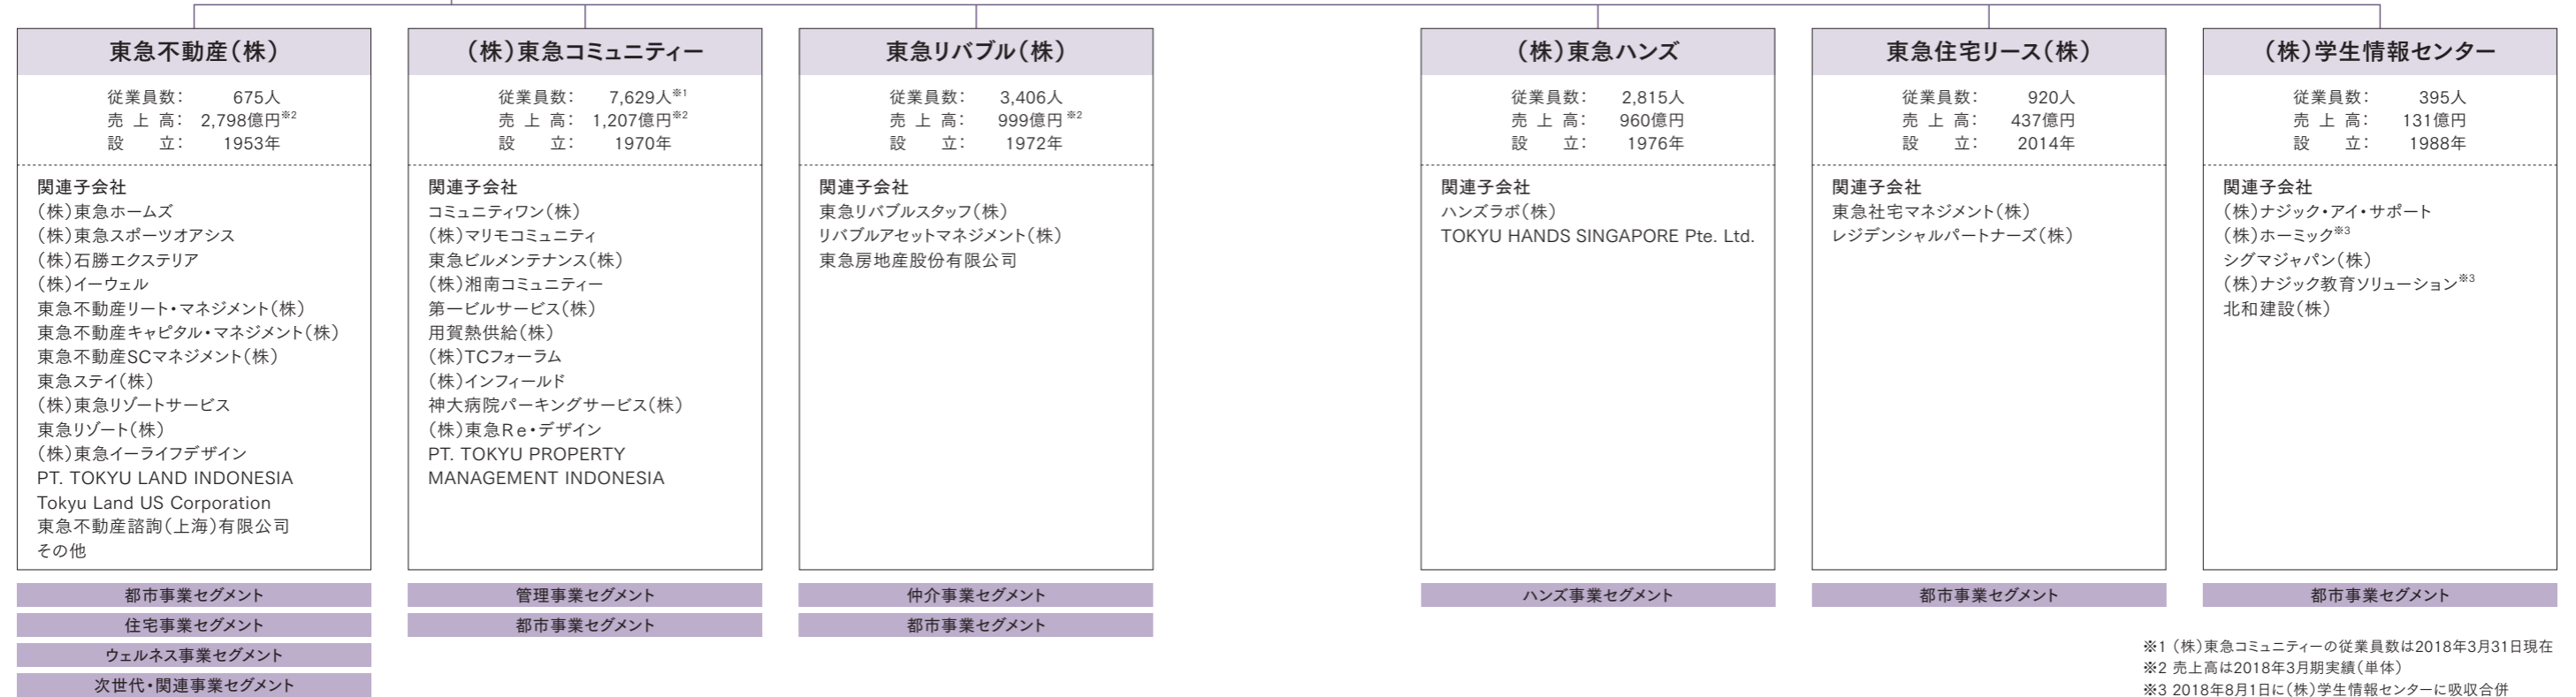 東急不動産(株)
従業員数： 675人
売上高： 2,798億円※2
設立： 1953年
関連子会社
(株)東急ホームズ
(株)東急スポーツオアシス
(株)石勝エクステリア
(株)イーウェル
東急不動産リート・マネジメント(株)
東急不動産キャピタル・マネジメント(株)
東急不動産SCマネジメント(株)
東急ステイ(株)
(株)東急リゾートサービス
東急リゾート(株)
(株)東急イーライフデザイン
PT. TOKYU LAND INDONESIA
Tokyu Land US Corporation
東急不動産諮詢(上海)有限公司
その他
都市事業セグメント
住宅事業セグメント
ウェルネス事業セグメント
次世代・関連事業セグメント
(株)東急コミュニティー
従業員数： 7,629人※1
売上高： 1,207億円※2
設立： 1970年
関連子会社
コミュニティワン(株)
(株)マリモコミュニティ
東急ビルメンテナンス(株)
(株)湘南コミュニティー
第一ビルサービス(株)
用賀熱供給(株)
(株)TCフォーラム
(株)インフィールド
神大病院パーキングサービス(株)
(株)東急Re・デザイン
PT. TOKYU PROPERTY
MANAGEMENT INDONESIA
管理事業セグメント
都市事業セグメント
東急リバブル(株)
従業員数： 3,406人
売上高： 999億円※2
設立： 1972年
関連子会社
東急リバブルスタッフ(株)
リバブルアセットマネジメント(株)
東急房地産股份有限公司
仲介事業セグメント
都市事業セグメント
(株)東急ハンズ
従業員数： 2,815人
売上高： 960億円
設立： 1976年
関連子会社
ハンズラボ(株)
TOKYU HANDS SINGAPORE Pte. Ltd.
ハンズ事業セグメント
東急住宅リース(株)
従業員数： 920人
売上高： 437億円
設立： 2014年
関連子会社
東急社宅マネジメント(株)
レジデンシャルパートナーズ(株)
都市事業セグメント
(株)学生情報センター
従業員数： 395人
売上高： 131億円
設立： 1988年
関連子会社
(株)ナジック・アイ・サポート
(株)ホーミック※3
シグマジャパン(株)
(株)ナジック教育ソリューション※3
北和建設(株)
都市事業セグメント
※1 (株)東急コミュニティーの従業員数は2018年3月31日現在
※2 売上高は2018年3月期実績(単体)
※3 2018年8月1日に(株)学生情報センターに吸収合併